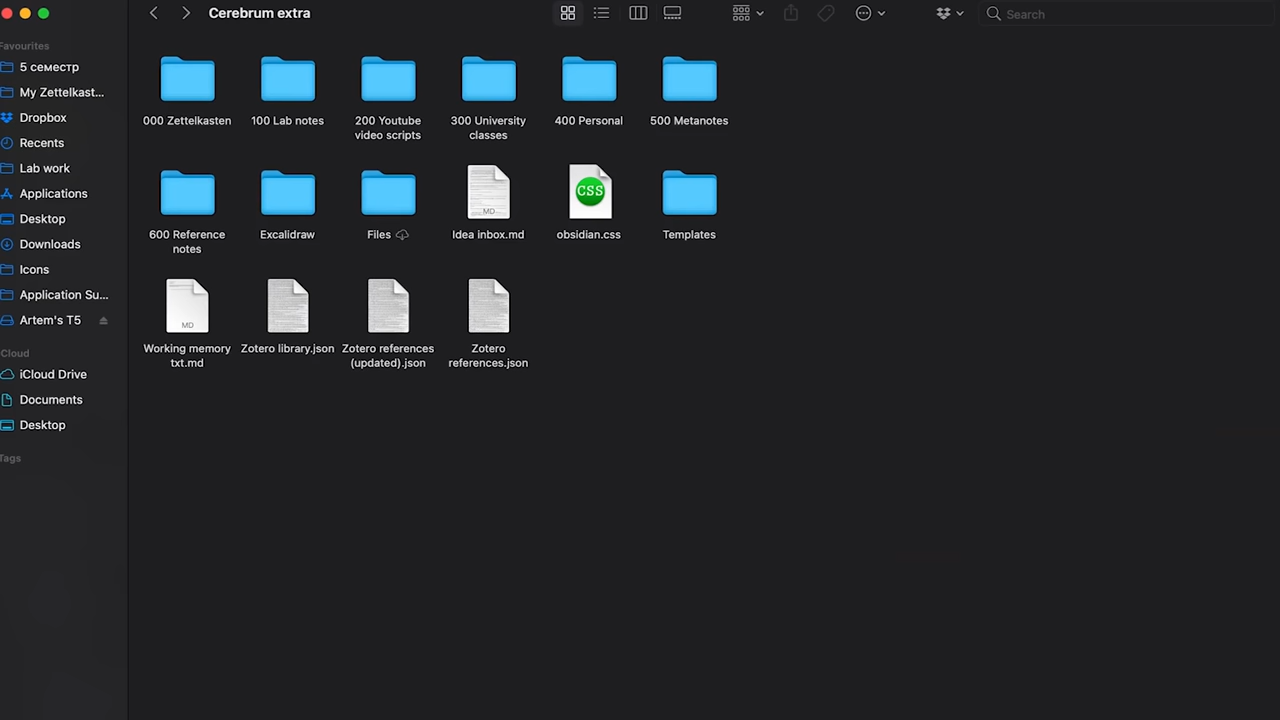 Cerebrum extra
Search
Favourites
5 семестр
My Zettelkast...
Dropbox
Recents
Lab work
Applications
Desktop
Downloads
Icons
Application Su...
Artem's T5
Cloud
iCloud Drive
Documents
Desktop
Tags
000 Zettelkasten
100 Lab notes
200 Youtube
video scripts
300 University
classes
400 Personal
500 Metanotes
600 Reference
notes
Excalidraw
Files
MD
Idea inbox.md
CSS
obsidian.css
Templates
MD
Working memory
txt.md
Zotero library.json
Zotero references
(updated).json
Zotero
references.json